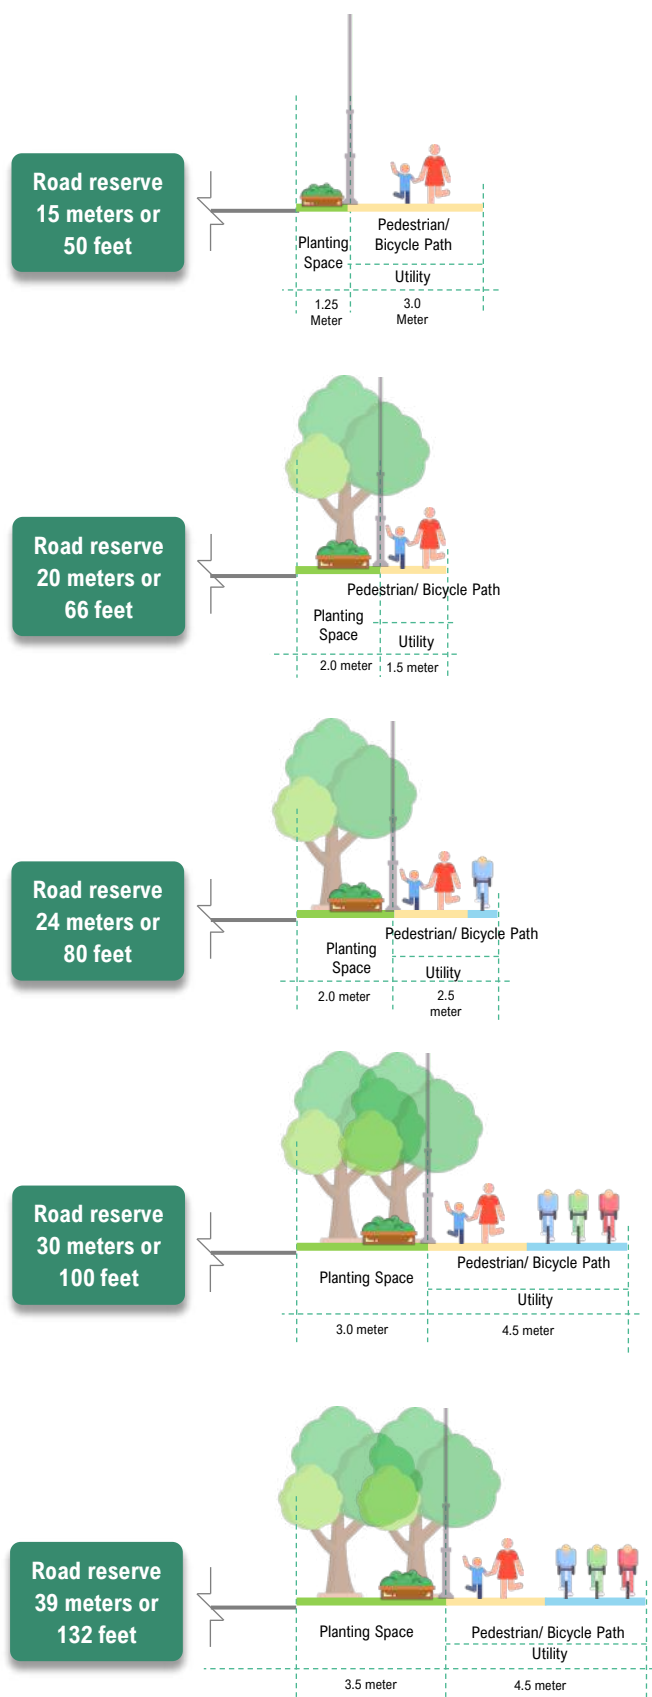 Road reserve
15 meters or
50 feet
Planting
Space
Pedestrian/
Bicycle Path
Utility
1.25
Meter
3.0
Meter
Road reserve
20 meters or
66 feet
Pedestrian/ Bicycle Path
Planting
Space
Utility
2.0 meter
1.5 meter
Road reserve
24 meters or
80 feet
Pedestrian/ Bicycle Path
Planting
Space
Utility
2.0 meter
2.5
meter
Road reserve
30 meters or
100 feet
Planting Space
Pedestrian/ Bicycle Path
Utility
3.0 meter
4.5 meter
Road reserve
39 meters or
132 feet
Planting Space
Pedestrian/ Bicycle Path
Utility
3.5 meter
4.5 meter